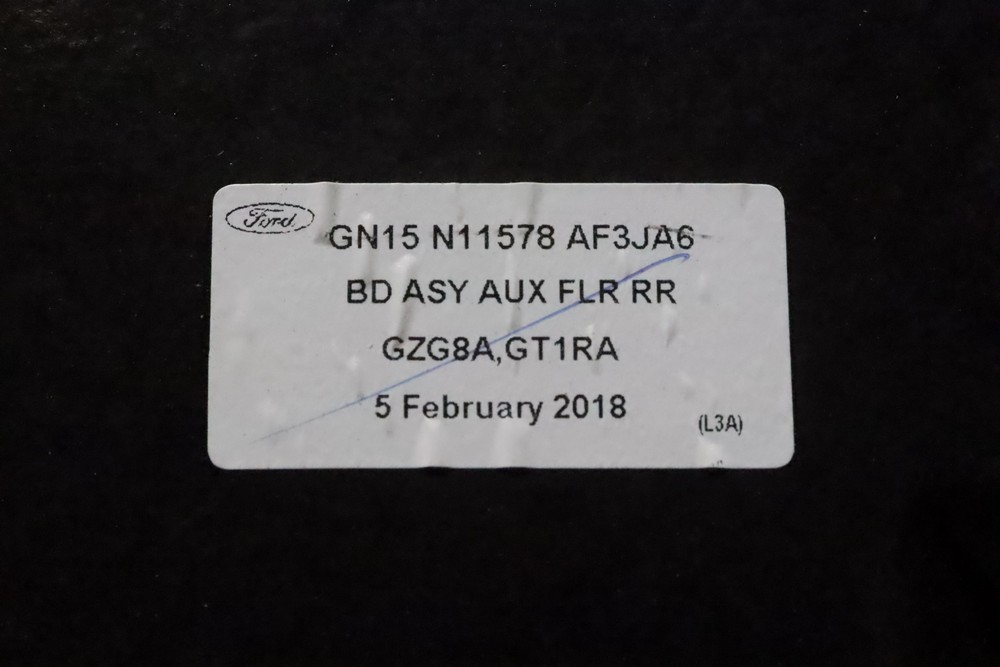 Ford
GN15 N11578 AF3JA6
BD ASY AUX FLR RR
GZG8A,GT1RA
5 February 2018
(L3A)